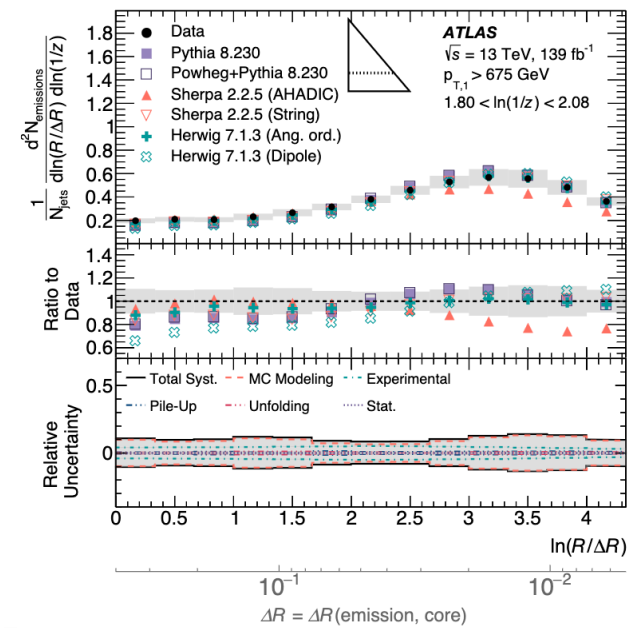 1.8
1.6
1.4
1.2
1
0.8
0.6
0.4
0.2
1/N_jets d²N_emissions / dln(R/ΔR) dln(1/z)
Data
Pythia 8.230
Powheg+Pythia 8.230
Sherpa 2.2.5 (AHADIC)
Sherpa 2.2.5 (String)
Herwig 7.1.3 (Ang. ord.)
Herwig 7.1.3 (Dipole)
ATLAS
√s = 13 TeV, 139 fb⁻¹
p_T,1 > 675 GeV
1.80 < ln(1/z) < 2.08
1.4
1.2
1
0.8
0.6
Ratio to
Data
0.5
0
Relative
Uncertainty
Total Syst. MC Modeling Experimental
Pile-Up Unfolding Stat.
0 0.5 1 1.5 2 2.5 3 3.5 4
ln(R/ΔR)
10⁻¹ 10⁻²
ΔR = ΔR(emission, core)